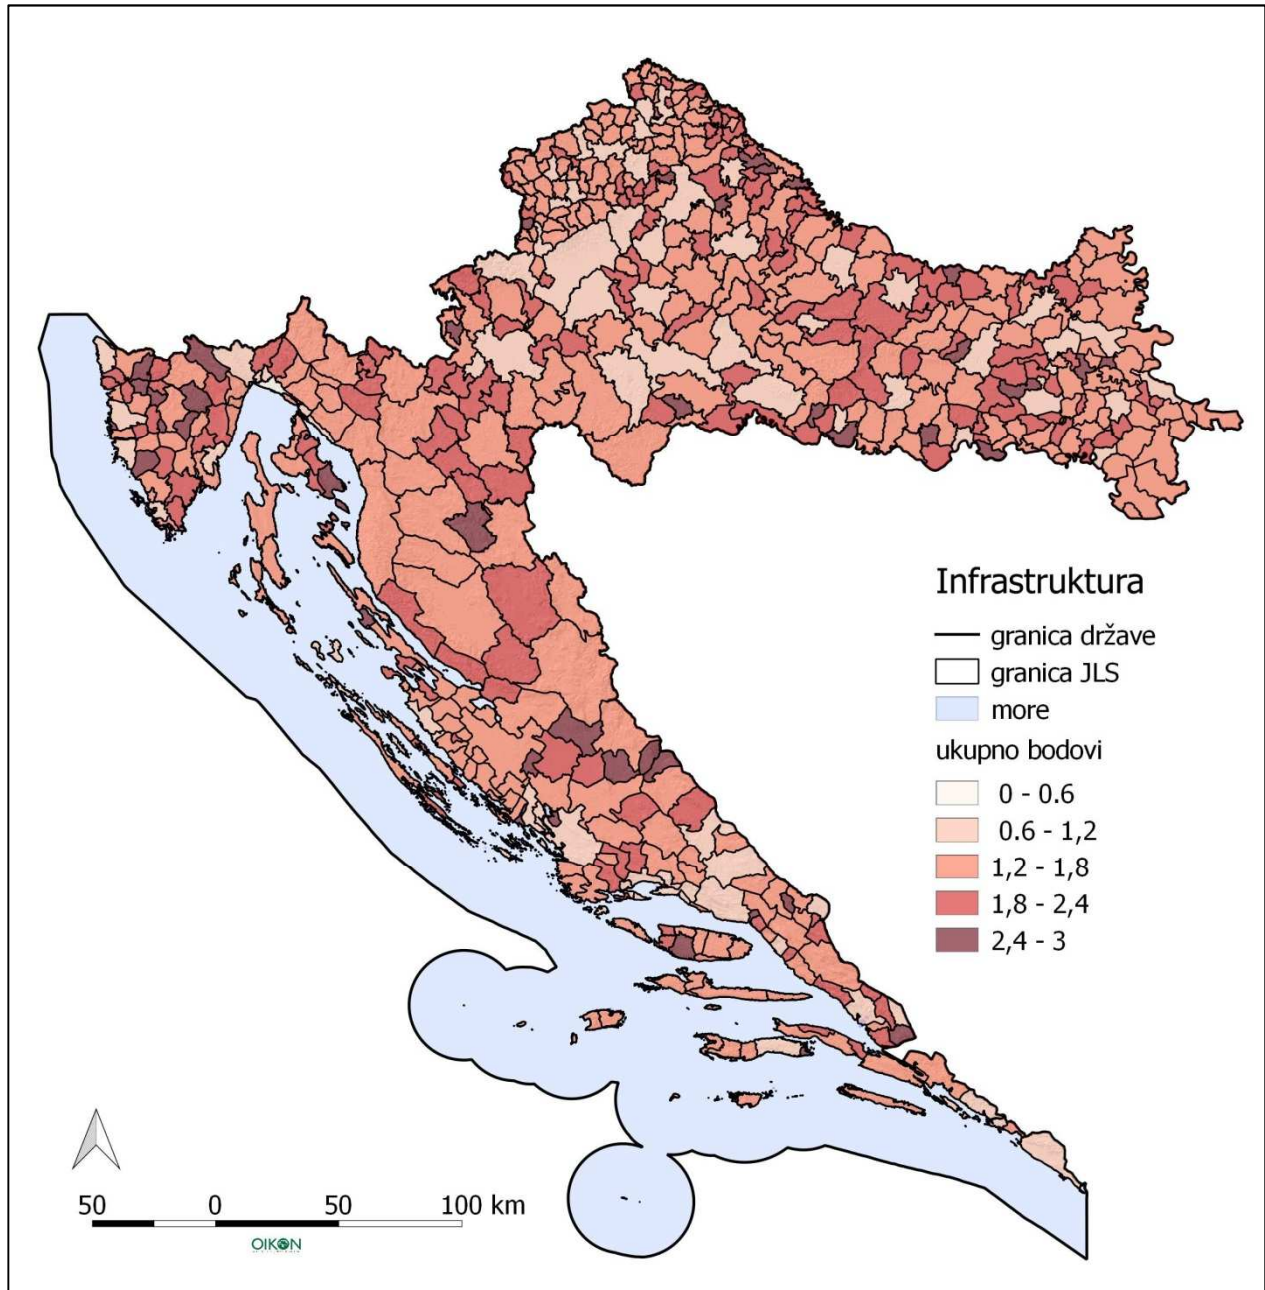 Infrastruktura
granica države
granica JLS
more
ukupno bodovi
0 - 0.6
0.6 - 1,2
1,2 - 1,8
1,8 - 2,4
2,4 - 3
50 0 50 100 km
OIKON